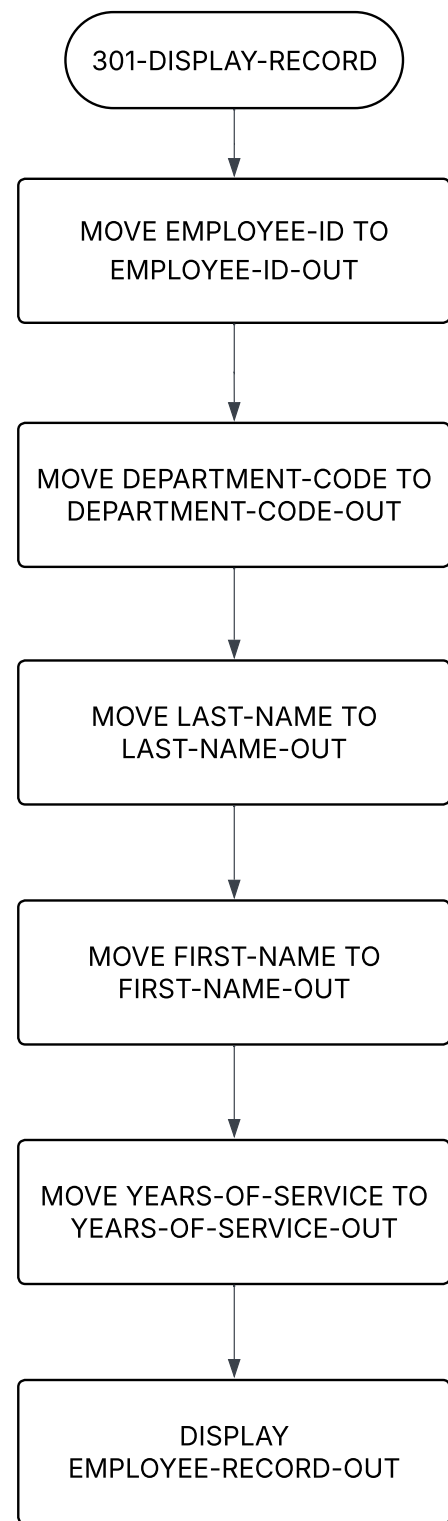 301-DISPLAY-RECORD
MOVE EMPLOYEE-ID TO
EMPLOYEE-ID-OUT
MOVE DEPARTMENT-CODE TO
DEPARTMENT-CODE-OUT
MOVE LAST-NAME TO
LAST-NAME-OUT
MOVE FIRST-NAME TO
FIRST-NAME-OUT
MOVE YEARS-OF-SERVICE TO
YEARS-OF-SERVICE-OUT
DISPLAY
EMPLOYEE-RECORD-OUT